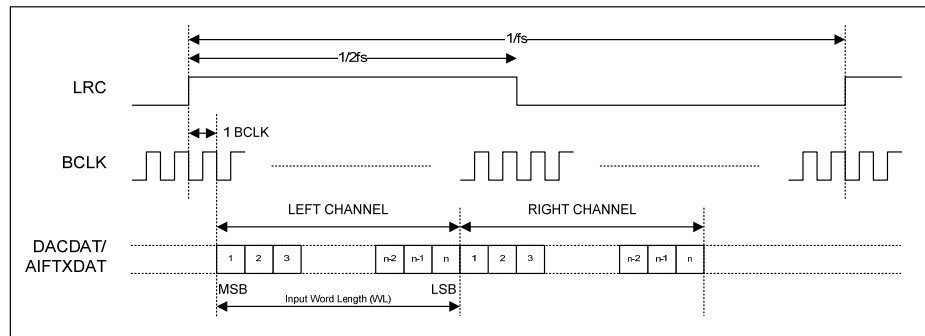 1/fs
1/2fs
LRC
1 BCLK
BCLK
LEFT CHANNEL RIGHT CHANNEL
DACDAT/
AIFTXDAT
1 2 3 n-2 n-1 n 1 2 3 n-2 n-1 n
MSB LSB
Input Word Length (WL)